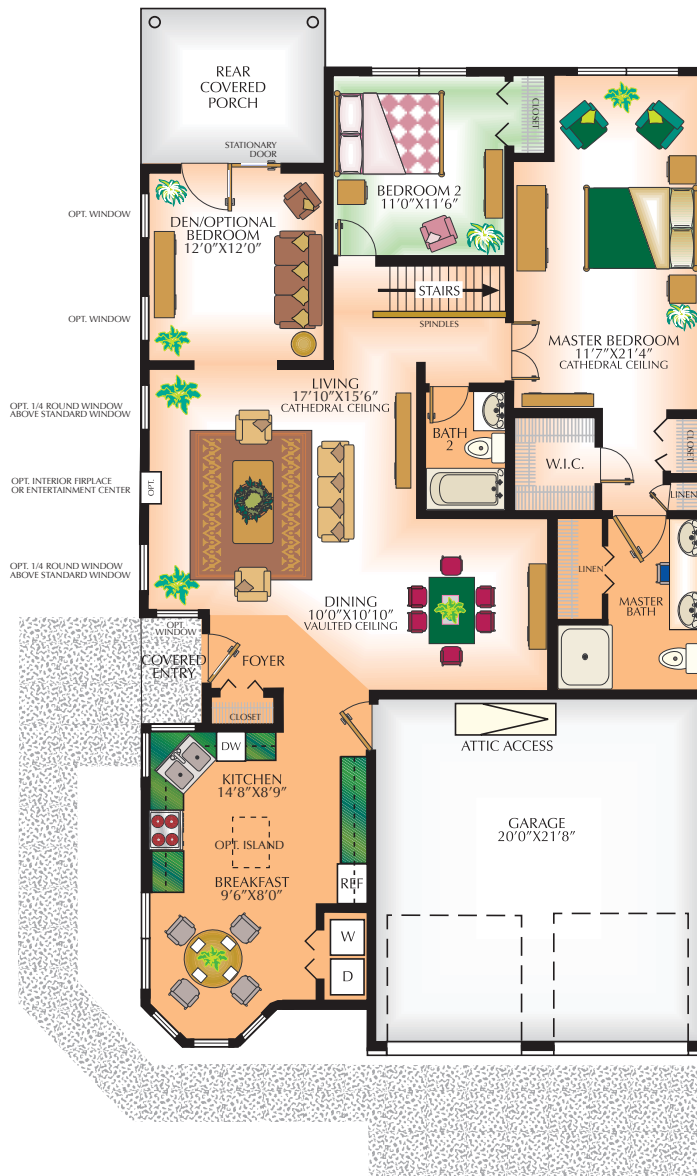 REAR
COVERED
PORCH
STATIONARY
DOOR
CLOSET
BEDROOM 2
11'0"X11'6"
OPT. WINDOW
DEN/OPTIONAL
BEDROOM
12'0"X12'0"
STAIRS
SPINDLES
OPT. WINDOW
MASTER BEDROOM
11'7"X21'4"
CATHEDRAL CEILING
LIVING
17'10"X15'6"
CATHEDRAL CEILING
OPT. 1/4 ROUND WINDOW
ABOVE STANDARD WINDOW
BATH
2
CLOSET
W.I.C.
OPT. INTERIOR FIRPLACE
OR ENTERTAINMENT CENTER
OPT.
LINEN
OPT. 1/4 ROUND WINDOW
ABOVE STANDARD WINDOW
LINEN
MASTER
BATH
DINING
10'0"X10'10"
VAULTED CEILING
OPT.
WINDOW
COVERED
ENTRY
FOYER
CLOSET
DW
ATTIC ACCESS
KITCHEN
14'8"X8'9"
GARAGE
20'0"X21'8"
OPT. ISLAND
BREAKFAST
9'6"X8'0"
REF
W
D